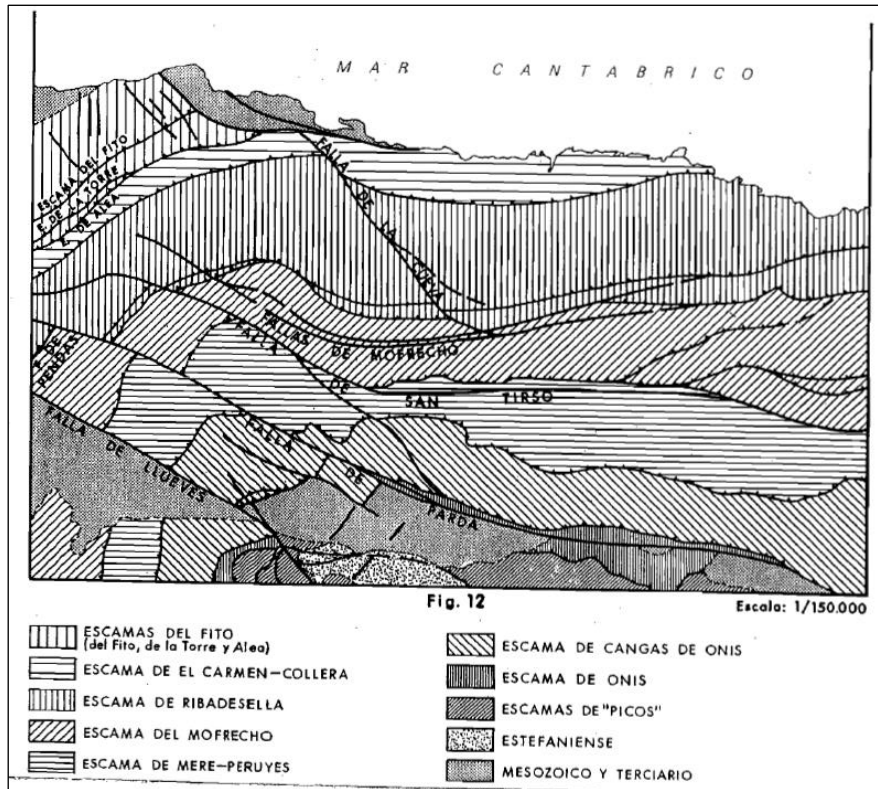 MAR CANTABRICO
ESCAMA DEL FITO
E. DE LA TORRE
E. DE ALEA
FALLA DE LA NUEVA
FALLAS DE MOFRECHO
FALLA DE SAN TIRSO
F. DE PENDAS
FALLA DE LLUEVES
FALLA DE PARDA
Fig. 12
Escala: 1/150.000
ESCAMAS DEL FITO
(del Fito, de la Torre y Alea)
ESCAMA DE EL CARMEN-COLLERA
ESCAMA DE RIBADESELLA
ESCAMA DEL MOFRECHO
ESCAMA DE MERE-PERUYES
ESCAMA DE CANGAS DE ONIS
ESCAMA DE ONIS
ESCAMAS DE "PICOS"
ESTEFANIENSE
MESOZOICO Y TERCIARIO